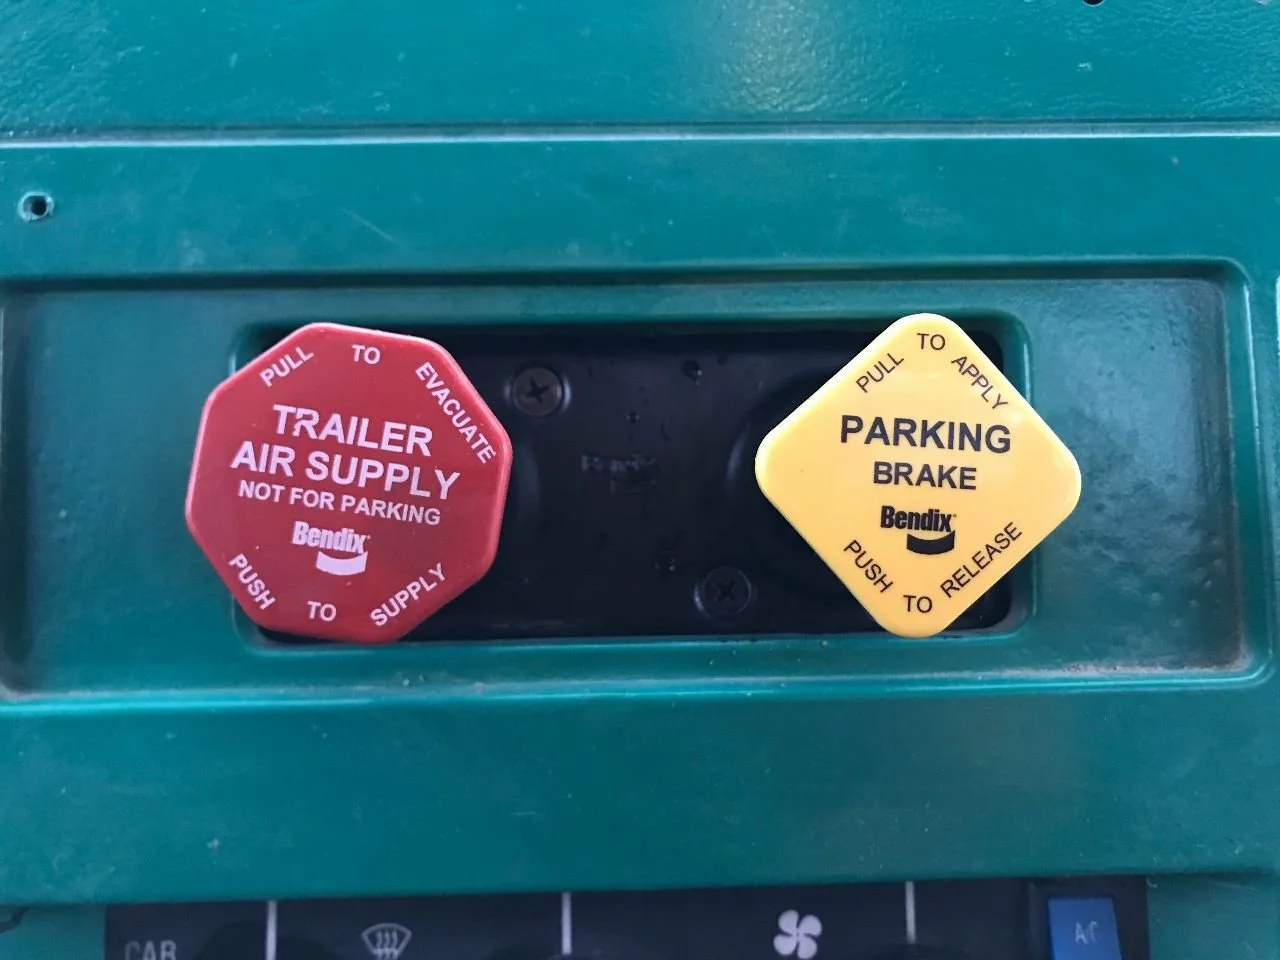 PULL TO EVACUATE
TRAILER
AIR SUPPLY
NOT FOR PARKING
Bendix
PUSH TO SUPPLY
PULL TO APPLY
PARKING
BRAKE
Bendix
PUSH TO RELEASE
CAB
A/C